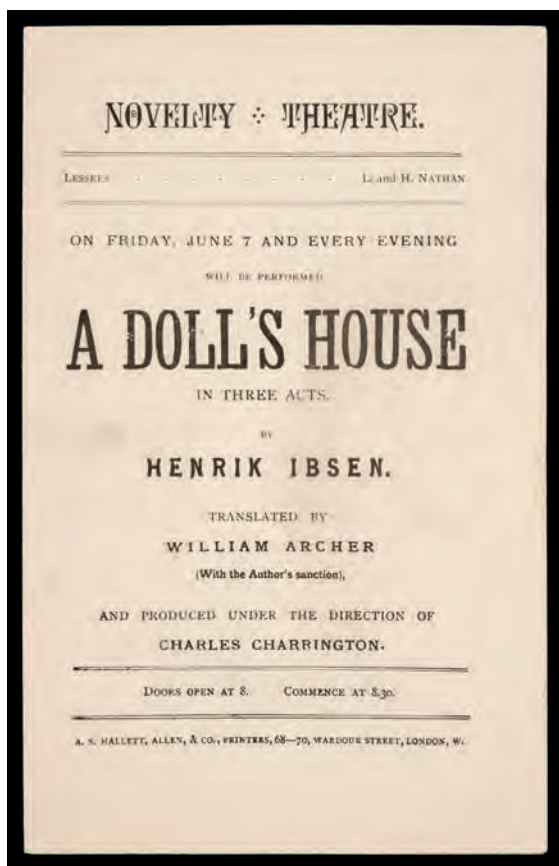 NOVELTY ⁘ THEATRE.
LESSEES - - - - - - - - L. and H. NATHAN
ON FRIDAY, JUNE 7 AND EVERY EVENING
WILL BE PERFORMED
A DOLL'S HOUSE
IN THREE ACTS.
BY
HENRIK IBSEN.
TRANSLATED BY
WILLIAM ARCHER
(With the Author's sanction),
AND PRODUCED UNDER THE DIRECTION OF
CHARLES CHARRINGTON.
DOORS OPEN AT 8. COMMENCE AT 8.30.
A. S. MALLETT, ALLEN, & CO., PRINTERS, 68—70, WARDOUR STREET, LONDON, W.